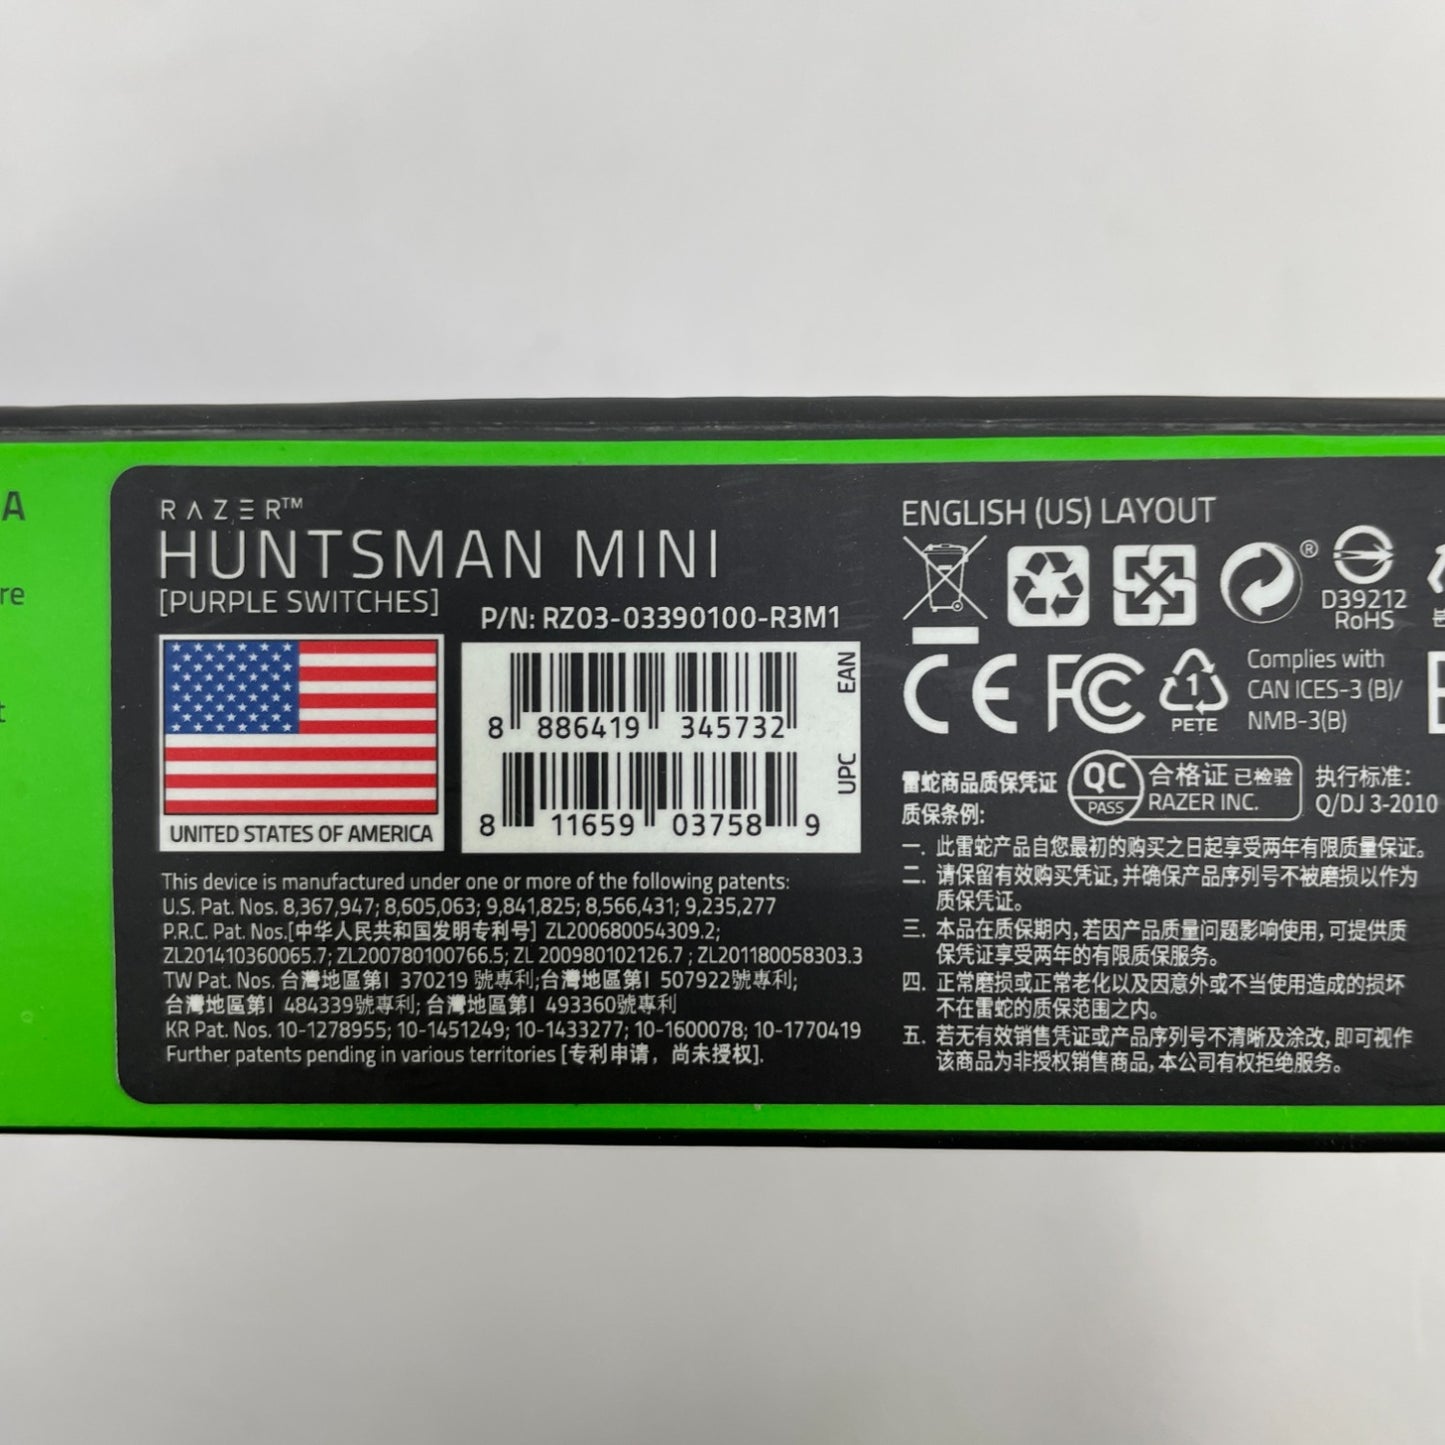 A
re
t
RAZER™
HUNTSMAN MINI
[PURPLE SWITCHES]
P/N: RZ03-03390100-R3M1
UNITED STATES OF AMERICA
EAN
8 886419 345732
UPC
8 11659 03758 9
This device is manufactured under one or more of the following patents:
U.S. Pat. Nos. 8,367,947; 8,605,063; 9,841,825; 8,566,431; 9,235,277
P.R.C. Pat. Nos.[中华人民共和国发明专利号] ZL200680054309.2;
ZL201410360065.7; ZL200780100766.5; ZL 200980102126.7 ; ZL201180058303.3
TW Pat. Nos. 台灣地區第I 370219 號專利;台灣地區第I 507922號專利;
台灣地區第I 484339號專利; 台灣地區第I 493360號專利
KR Pat. Nos. 10-1278955; 10-1451249; 10-1433277; 10-1600078; 10-1770419
Further patents pending in various territories [专利申请，尚未授权].
ENGLISH (US) LAYOUT
®
D39212
RoHS
CE FC
1
PETE
Complies with
CAN ICES-3 (B)/
NMB-3(B)
雷蛇商品质保凭证
质保条例:
QC
PASS
合格证 已检验
RAZER INC.
执行标准:
Q/DJ 3-2010
一. 此雷蛇产品自您最初的购买之日起享受两年有限质量保证。
二. 请保留有效购买凭证,并确保产品序列号不被磨损以作为
质保凭证。
三. 本品在质保期内,若因产品质量问题影响使用,可提供质
保凭证享受两年的有限质保服务。
四. 正常磨损或正常老化以及因意外或不当使用造成的损坏
不在雷蛇的质保范围之内。
五. 若无有效销售凭证或产品序列号不清晰及涂改,即可视作
该商品为非授权销售商品,本公司有权拒绝服务。